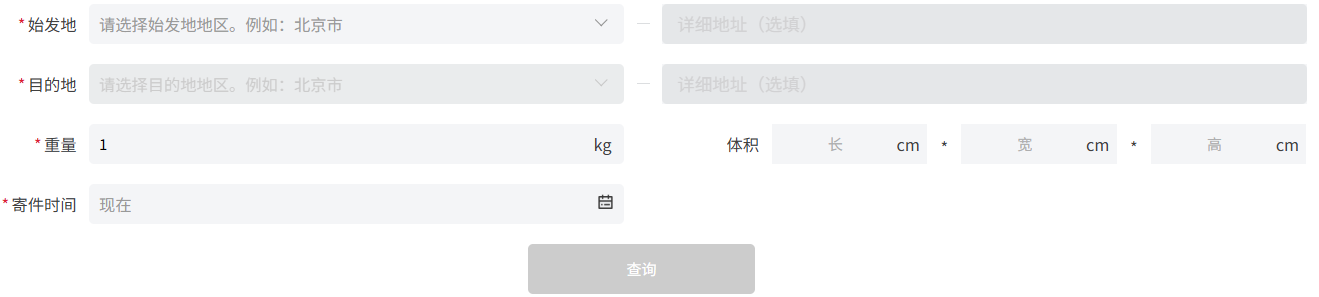 * 始发地 请选择始发地地区。例如：北京市 — 详细地址（选填）
* 目的地 请选择目的地地区。例如：北京市 — 详细地址（选填）
* 重量 1 kg 体积 长 cm * 宽 cm * 高 cm
* 寄件时间 现在
查询